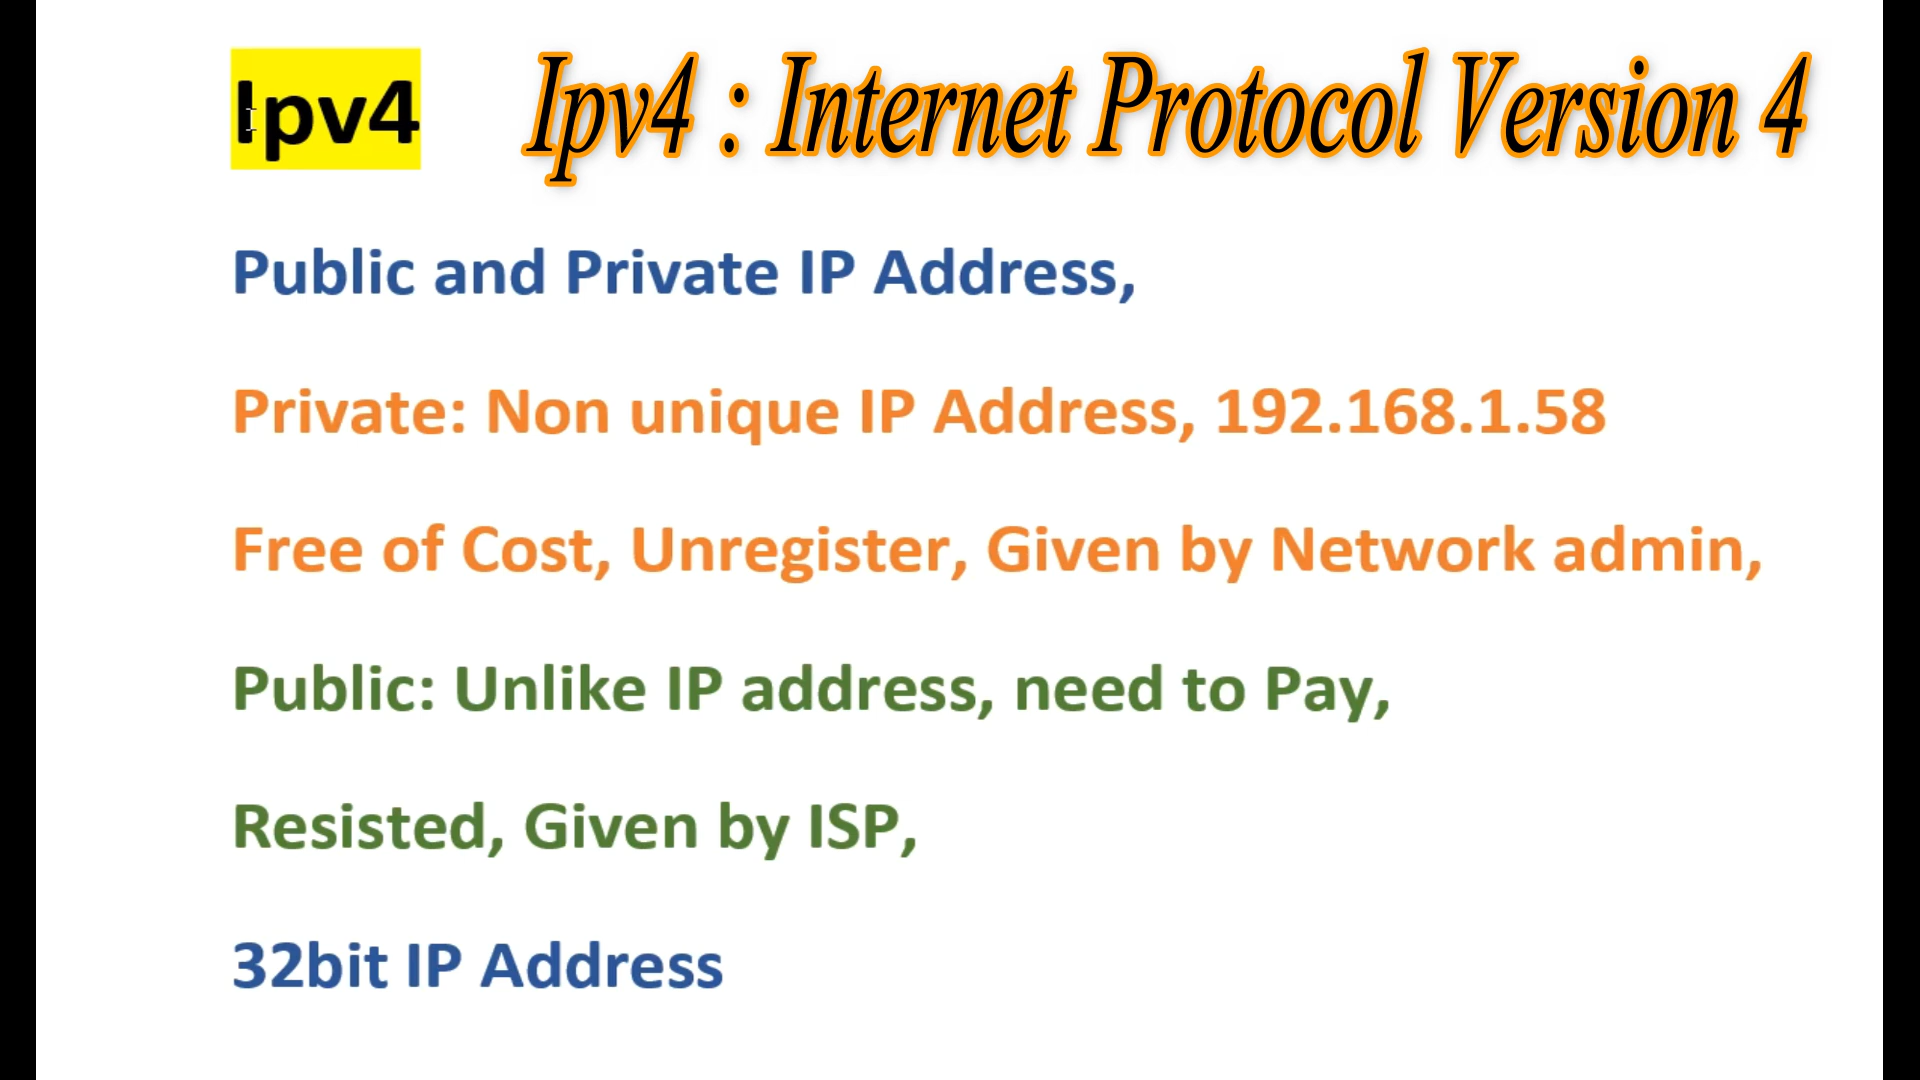 Ipv4
Ipv4 : Internet Protocol Version 4
Public and Private IP Address,
Private: Non unique IP Address, 192.168.1.58
Free of Cost, Unregister, Given by Network admin,
Public: Unlike IP address, need to Pay,
Resisted, Given by ISP,
32bit IP Address